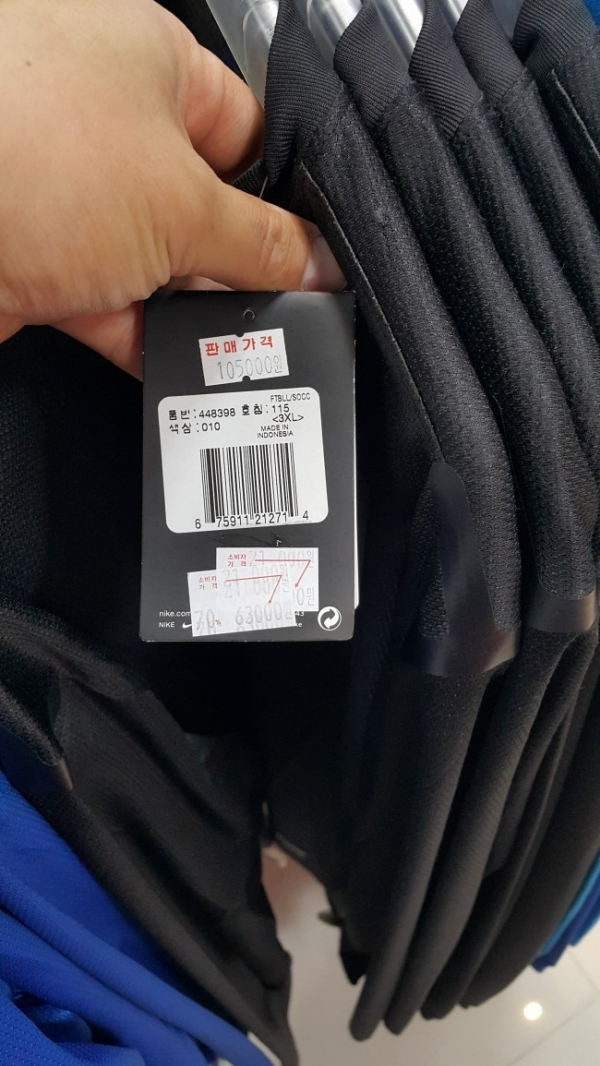 판매가격
105000원
FTBLL/SOCC
품번:448398 호칭:115
<3XL>
색상:010
MADE IN
INDONESIA
6 75911 21271 4
소비자
가격
소비자
가격
nike.com
NIKE
70% 63000원